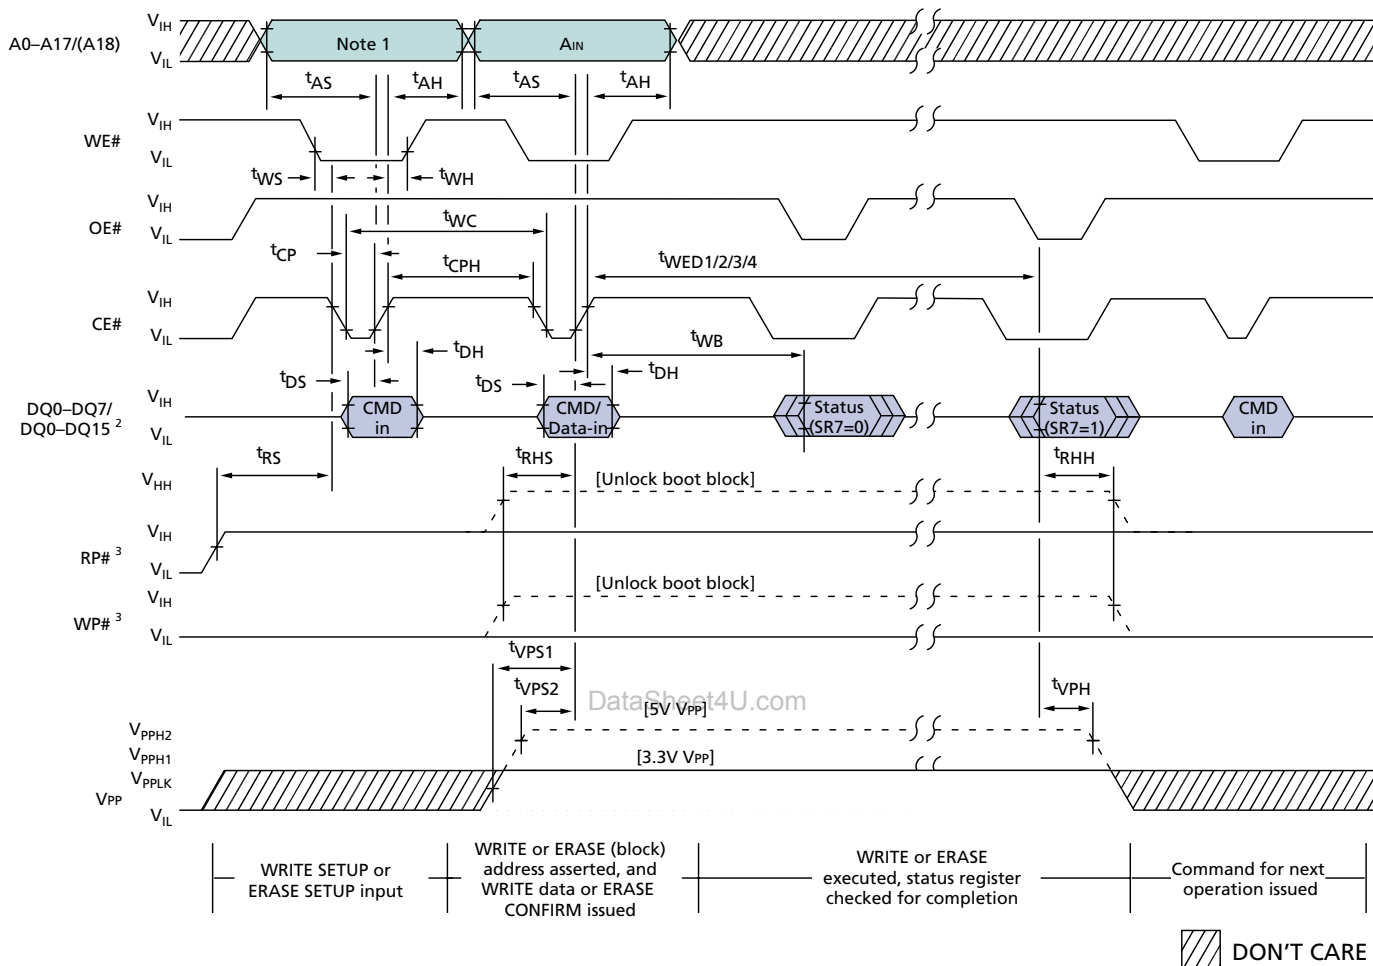 A0–A17/(A18)
VIH
VIL
Note 1
AIN
tAS
tAH
tAS
tAH
WE#
VIH
VIL
tWS
tWH
OE#
VIH
VIL
tWC
tCP
tCPH
tWED1/2/3/4
CE#
VIH
VIL
tWB
tDH
tDS
tDS
tDH
DQ0–DQ7/
DQ0–DQ15 2
VIH
VIL
CMD
in
CMD/
Data-in
Status
(SR7=0)
Status
(SR7=1)
CMD
in
tRS
tRHS
tRHH
VHH
[Unlock boot block]
RP# 3
VIH
VIL
[Unlock boot block]
WP# 3
VIH
VIL
tVPS1
tVPS2
tVPH
DataSheet4U.com
[5V VPP]
VPPH2
VPPH1
[3.3V VPP]
VPPLK
VPP
VIL
WRITE SETUP or
ERASE SETUP input
WRITE or ERASE (block)
address asserted, and
WRITE data or ERASE
CONFIRM issued
WRITE or ERASE
executed, status register
checked for completion
Command for next
operation issued
DON'T CARE